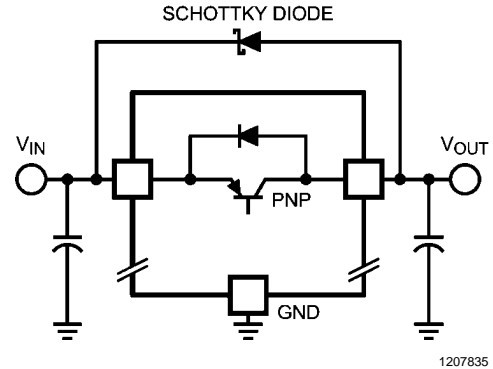 SCHOTTKY DIODE
VIN
VOUT
PNP
GND
1207835